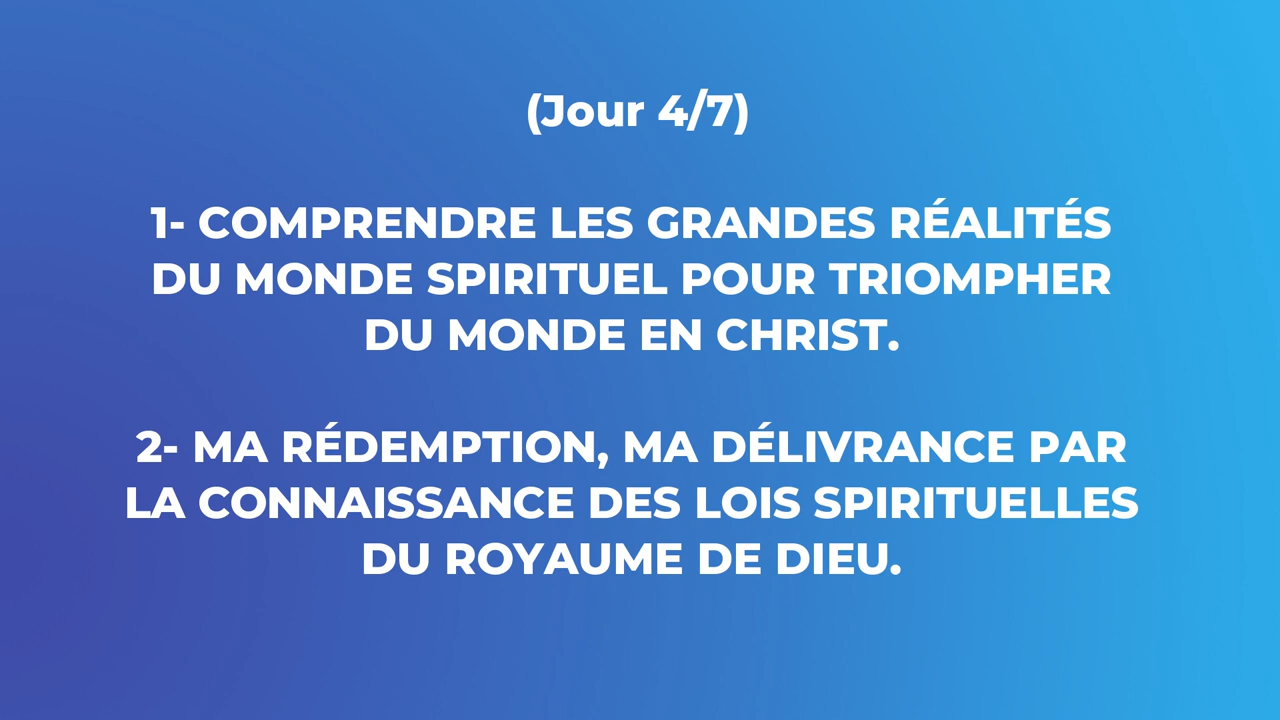 (Jour 4/7)
1- COMPRENDRE LES GRANDES RÉALITÉS
DU MONDE SPIRITUEL POUR TRIOMPHER
DU MONDE EN CHRIST.
2- MA RÉDEMPTION, MA DÉLIVRANCE PAR
LA CONNAISSANCE DES LOIS SPIRITUELLES
DU ROYAUME DE DIEU.